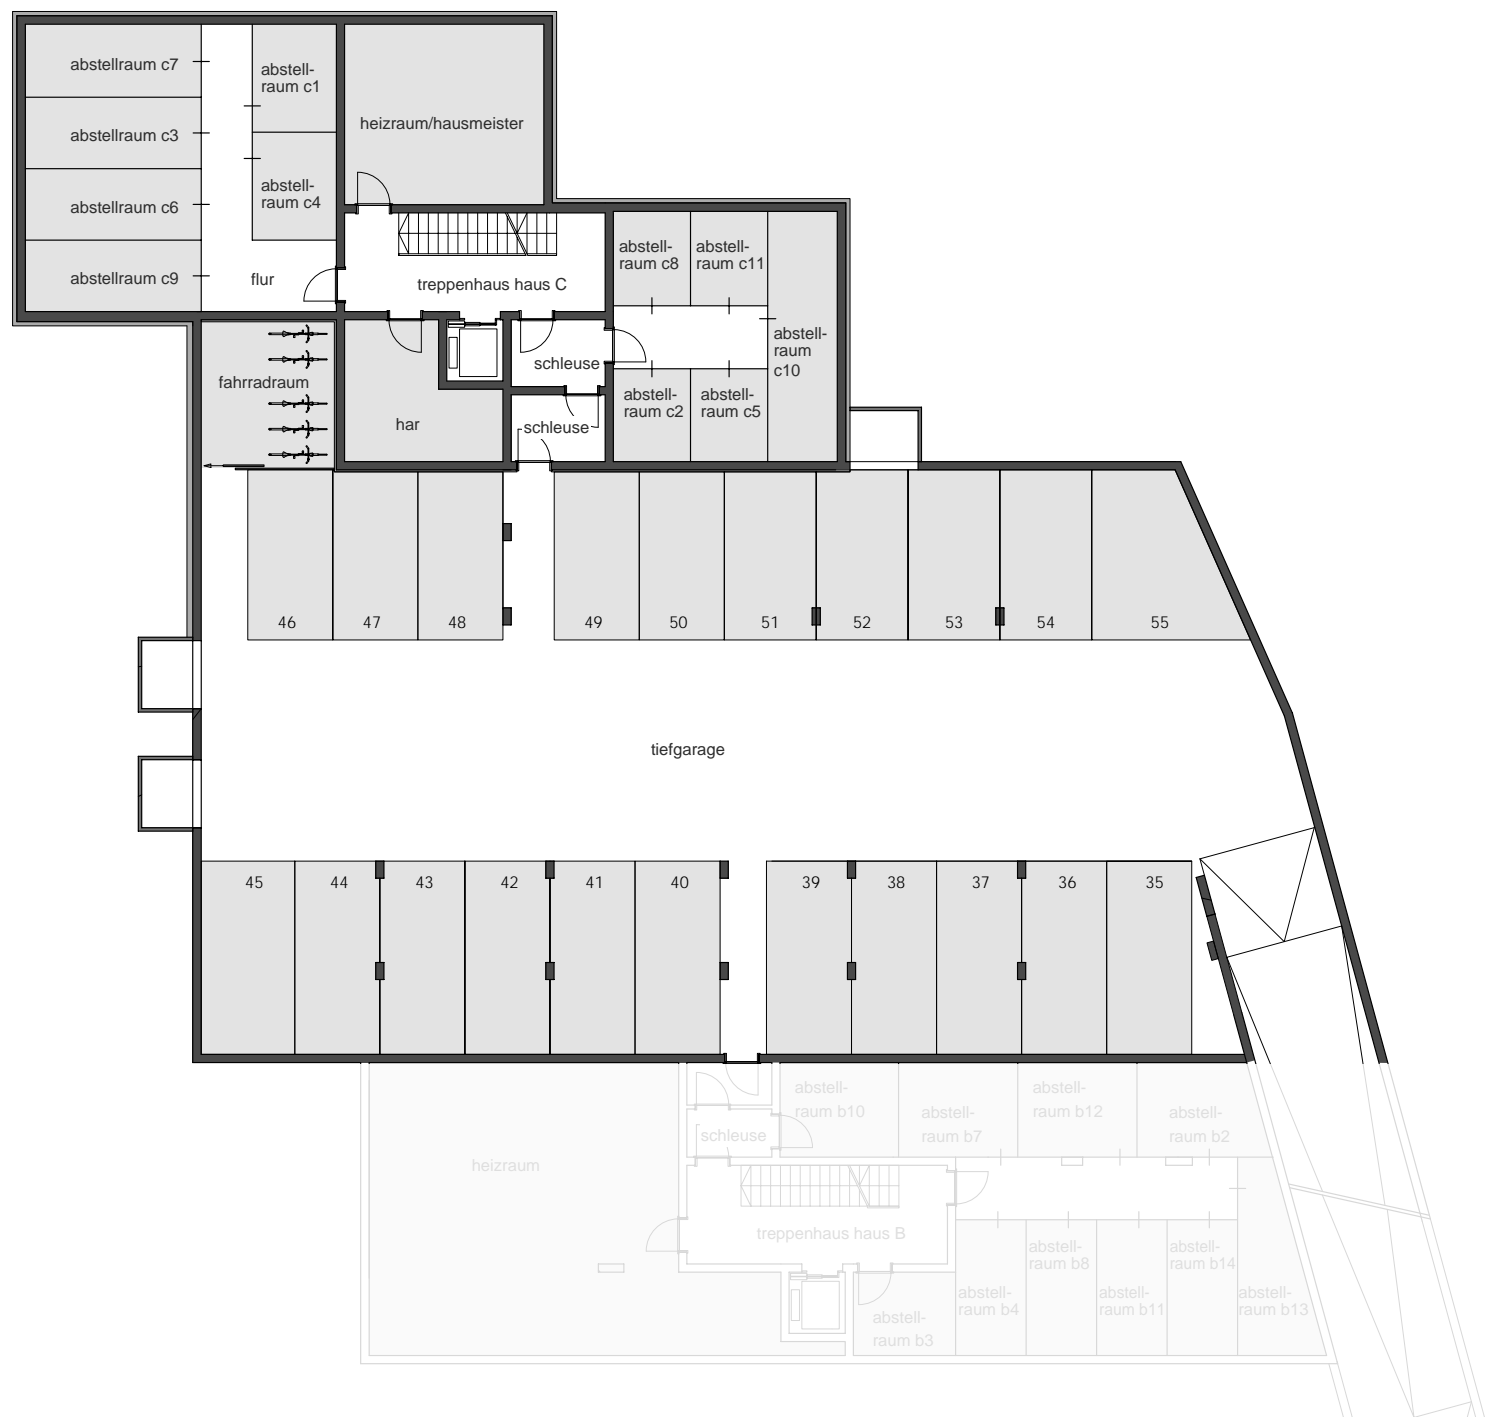 abstellraum c7
abstell-
raum c1
heizraum/hausmeister
abstellraum c3
abstellraum c6
abstell-
raum c4
abstellraum c9
flur
treppenhaus haus C
abstell-
raum c8
abstell-
raum c11
abstell-
raum
c10
schleuse
fahrradraum
abstell-
raum c2
abstell-
raum c5
har
schleuse
46
47
48
49
50
51
52
53
54
55
tiefgarage
45
44
43
42
41
40
39
38
37
36
35
abstell-
raum b10
abstell-
raum b7
abstell-
raum b12
abstell-
raum b2
schleuse
heizraum
treppenhaus haus B
abstell-
raum b3
abstell-
raum b4
abstell-
raum b8
abstell-
raum b11
abstell-
raum b14
abstell-
raum b13